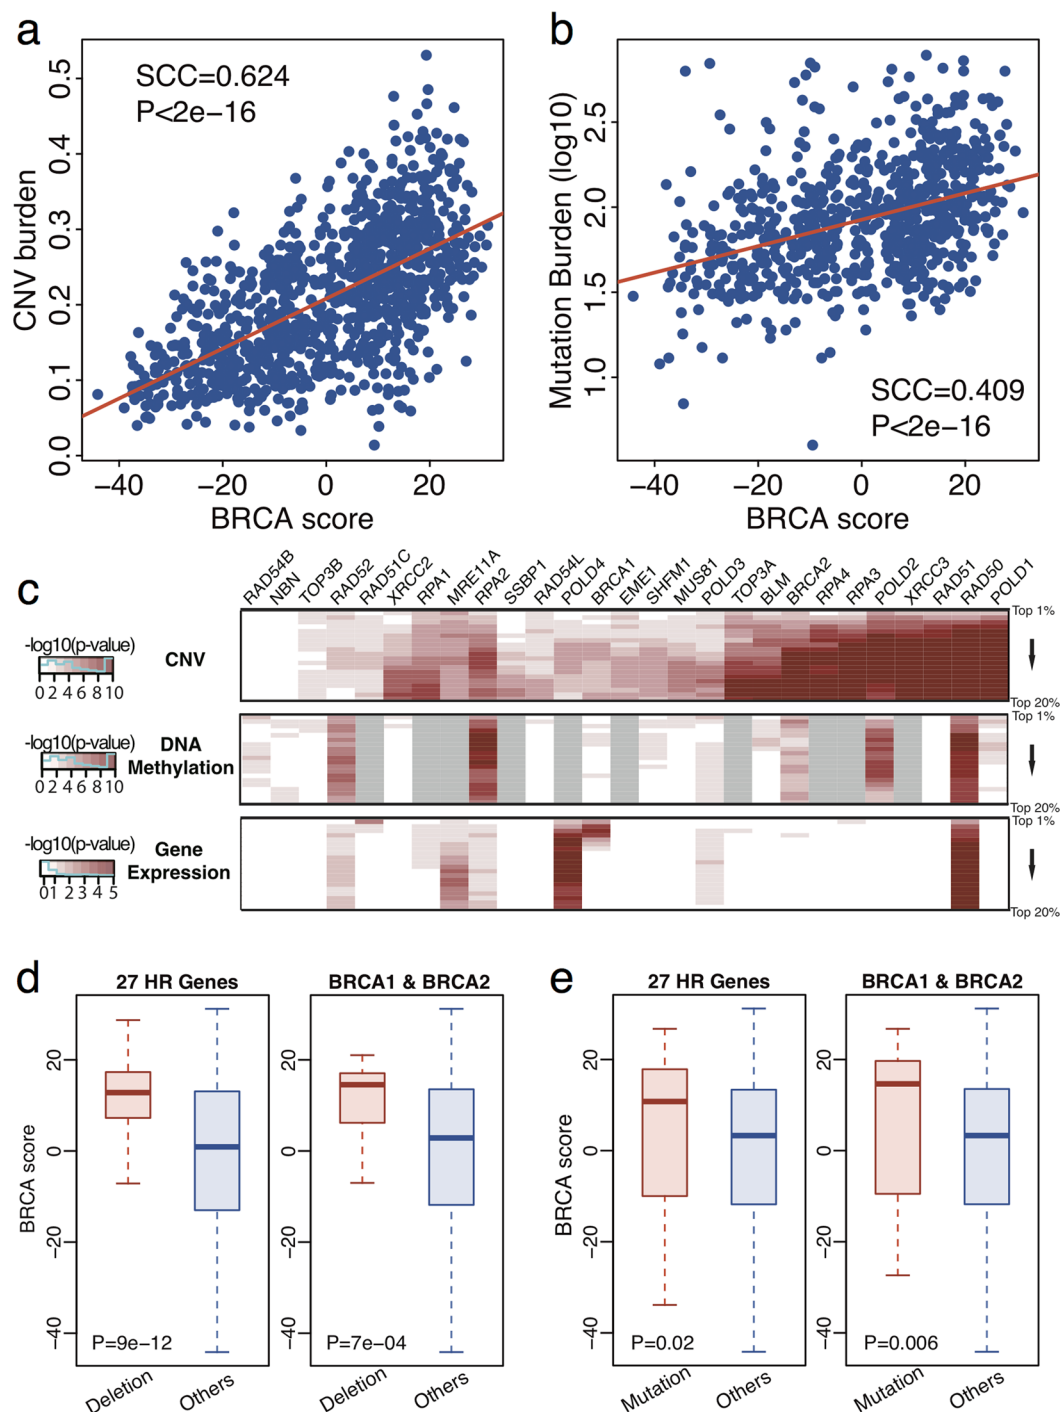 a
SCC=0.624
P<2e−16
CNV burden
0.0 0.1 0.2 0.3 0.4 0.5
−40 −20 0 20
BRCA score
b
SCC=0.409
P<2e−16
Mutation Burden (log10)
1.0 1.5 2.0 2.5
−40 −20 0 20
BRCA score
c
RAD54B NBN TOP3B RAD52 RAD51C XRCC2 RPA1 MRE11A RPA2 SSBP1 RAD54L POLD4 BRCA1 EME1 SHFM1 MUS81 POLD3 TOP3A BLM BRCA2 RPA4 RPA3 POLD2 XRCC3 RAD51 RAD50 POLD1
-log10(p-value)
0 2 4 6 8 10
CNV
Top 1%
Top 20%
-log10(p-value)
0 2 4 6 8 10
DNA
Methylation
Top 1%
Top 20%
-log10(p-value)
0 1 2 3 4 5
Gene
Expression
Top 1%
Top 20%
d
27 HR Genes
BRCA score
−40 −20 0 20
P=9e−12
Deletion Others
BRCA1 & BRCA2
−40 −20 0 20
P=7e−04
Deletion Others
e
27 HR Genes
BRCA score
−40 −20 0 20
P=0.02
Mutation Others
BRCA1 & BRCA2
−40 −20 0 20
P=0.006
Mutation Others